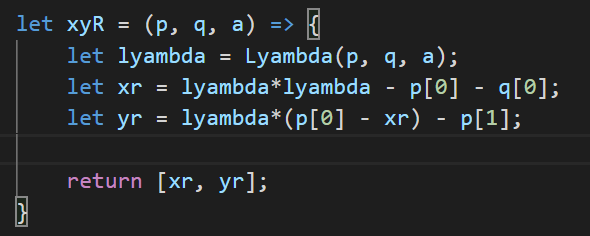 let xyR = (p, q, a) => {
let lyambda = Lyambda(p, q, a);
let xr = lyambda*lyambda - p[0] - q[0];
let yr = lyambda*(p[0] - xr) - p[1];
return [xr, yr];
}